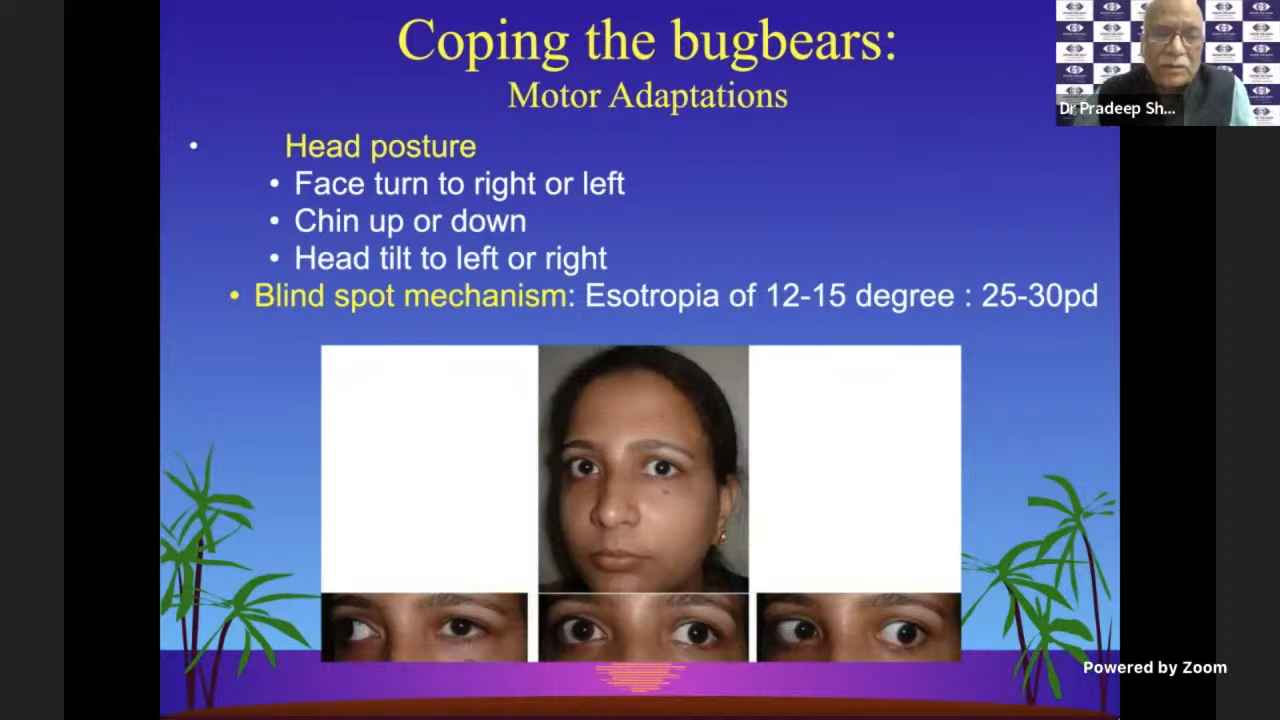 Coping the bugbears:
Motor Adaptations
• Head posture
• Face turn to right or left
• Chin up or down
• Head tilt to left or right
• Blind spot mechanism: Esotropia of 12-15 degree : 25-30pd
Dr Pradeep Sh...
Powered by Zoom